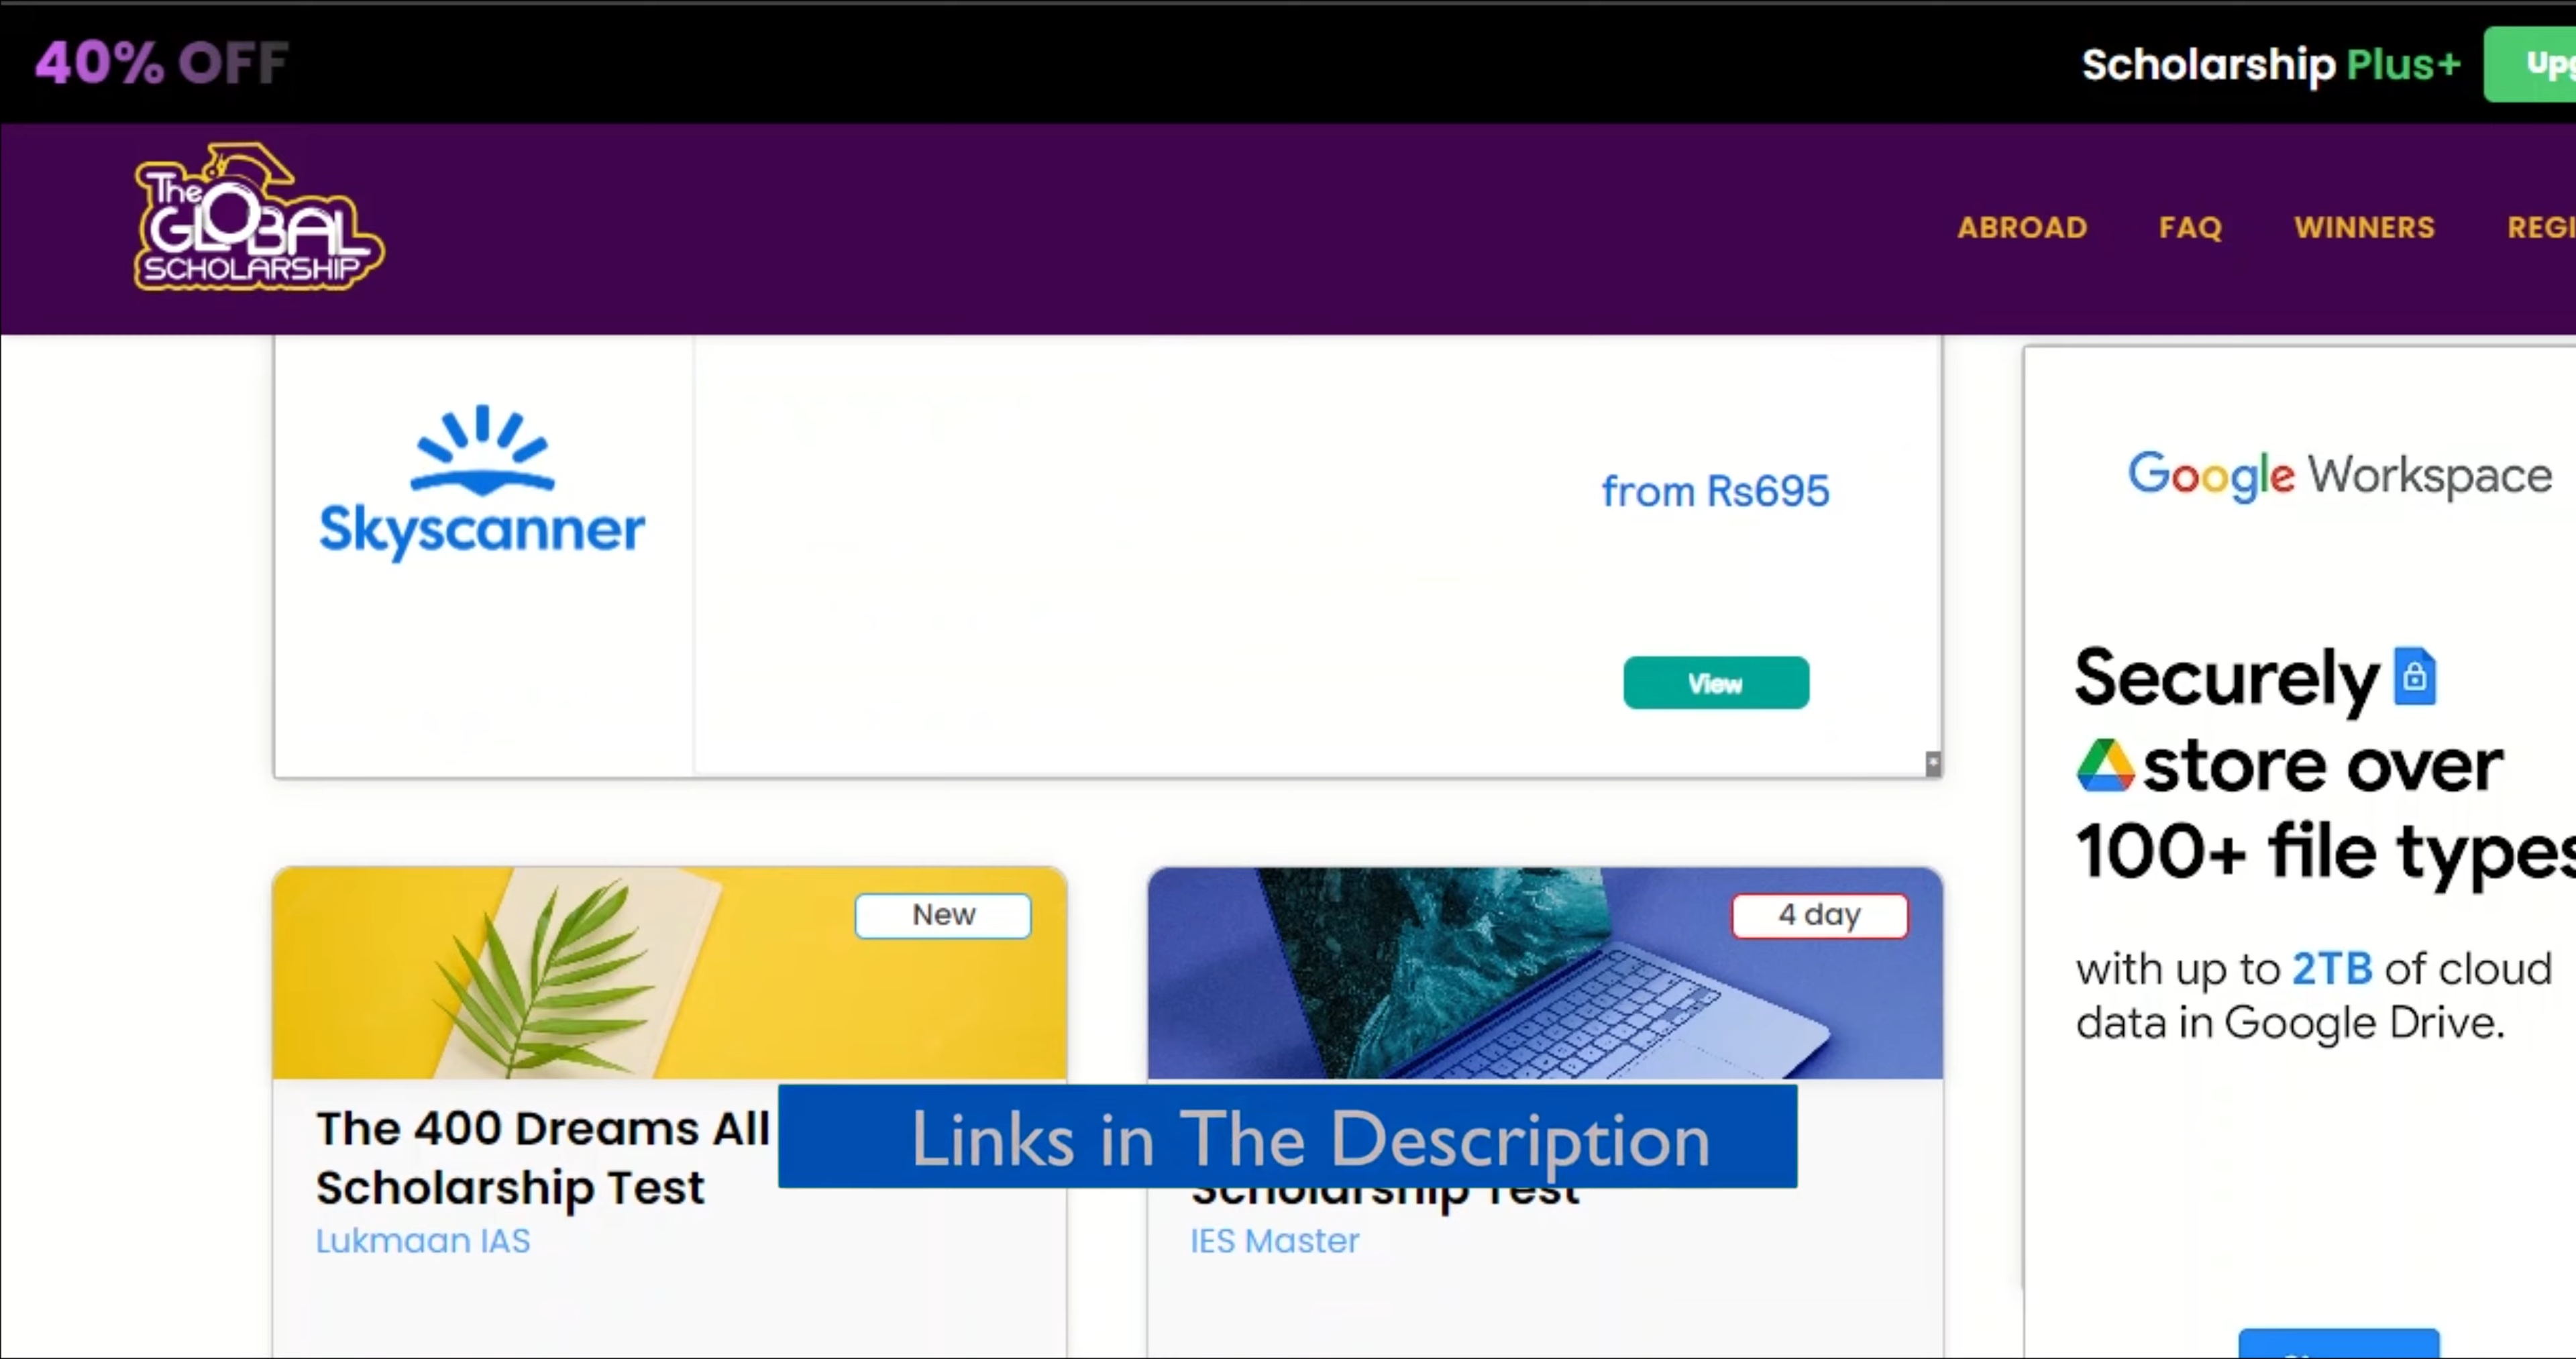 40% OFF
Scholarship Plus+
The
GLOBAL
SCHOLARSHIP
ABROAD FAQ WINNERS
Skyscanner
from Rs695
View
Google Workspace
Securely
store over
100+ file types
with up to 2TB of cloud
data in Google Drive.
New
4 day
The 400 Dreams All
Scholarship Test
Lukmaan IAS
Links in The Description
Scholarship Test
IES Master